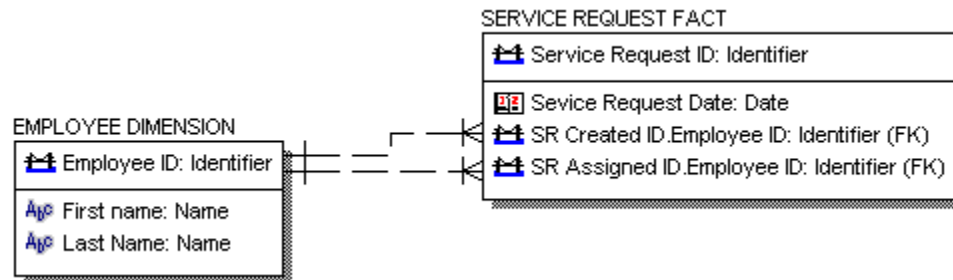 SERVICE REQUEST FACT
Service Request ID: Identifier
Sevice Request Date: Date
SR Created ID.Employee ID: Identifier (FK)
SR Assigned ID.Employee ID: Identifier (FK)
EMPLOYEE DIMENSION
Employee ID: Identifier
First name: Name
Last Name: Name